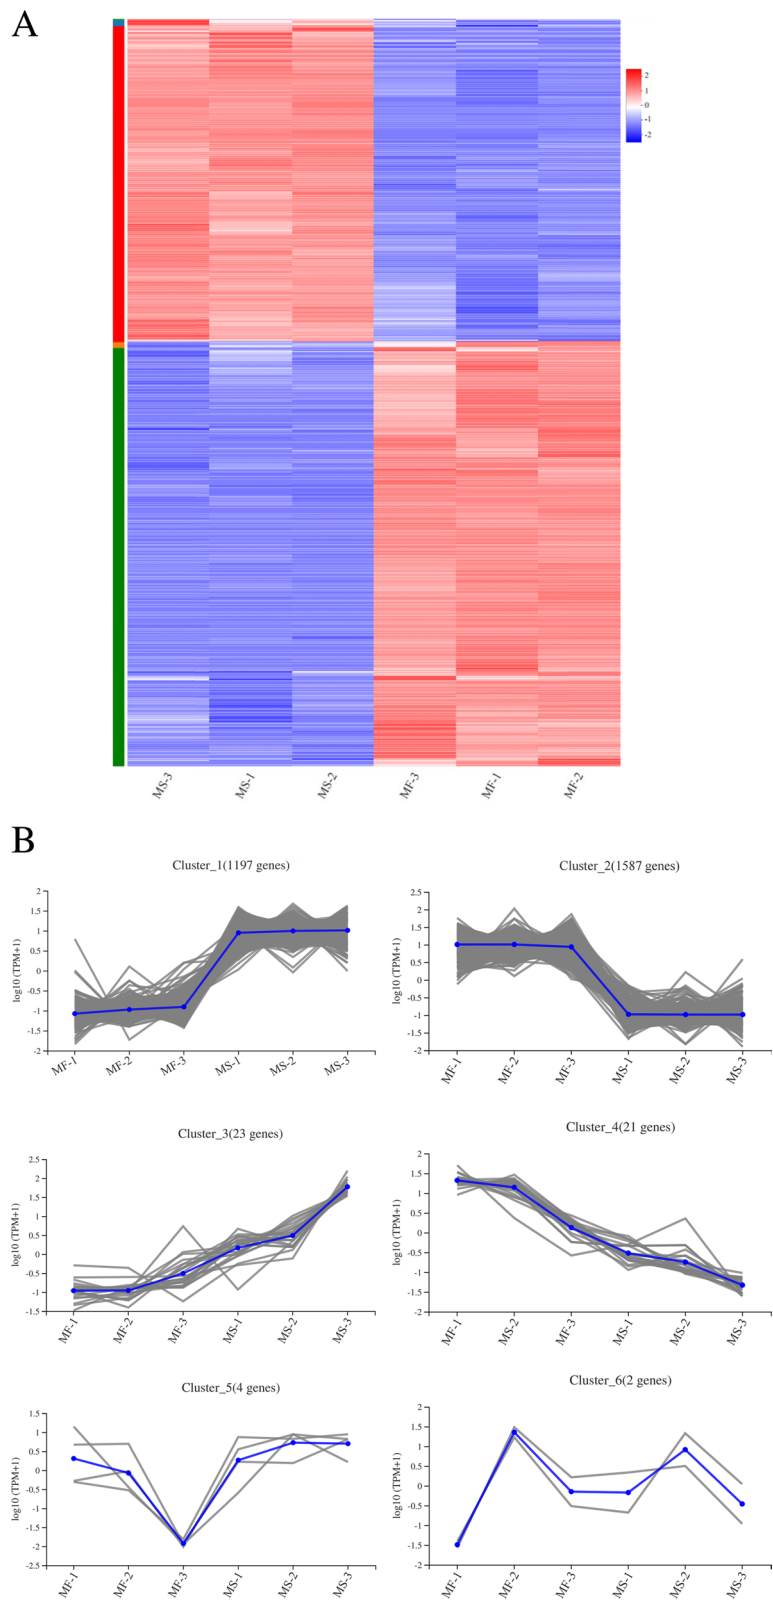 A
2
1
0
-1
-2
MS-3 MS-1 MS-2 MF-3 MF-1 MF-2
B
Cluster_1(1197 genes)
log10 (TPM+1)
2
1.5
1
0.5
0
-0.5
-1
-1.5
-2
MF-1 MF-2 MF-3 MS-1 MS-2 MS-3
Cluster_2(1587 genes)
log10 (TPM+1)
2.5
2
1.5
1
0.5
0
-0.5
-1
-1.5
-2
MF-1 MF-2 MF-3 MS-1 MS-2 MS-3
Cluster_3(23 genes)
log10 (TPM+1)
2.5
2
1.5
1
0.5
0
-0.5
-1
-1.5
MF-1 MF-2 MF-3 MS-1 MS-2 MS-3
Cluster_4(21 genes)
log10 (TPM+1)
2
1.5
1
0.5
0
-0.5
-1
-1.5
-2
MF-1 MS-2 MF-3 MS-1 MS-2 MS-3
Cluster_5(4 genes)
log10 (TPM+1)
1.5
1
0.5
0
-0.5
-1
-1.5
-2
-2.5
MF-1 MF-2 MF-3 MS-1 MS-2 MS-3
Cluster_6(2 genes)
log10 (TPM+1)
2
1.5
1
0.5
0
-0.5
-1
-1.5
-2
MF-1 MF-2 MF-3 MS-1 MS-2 MS-3